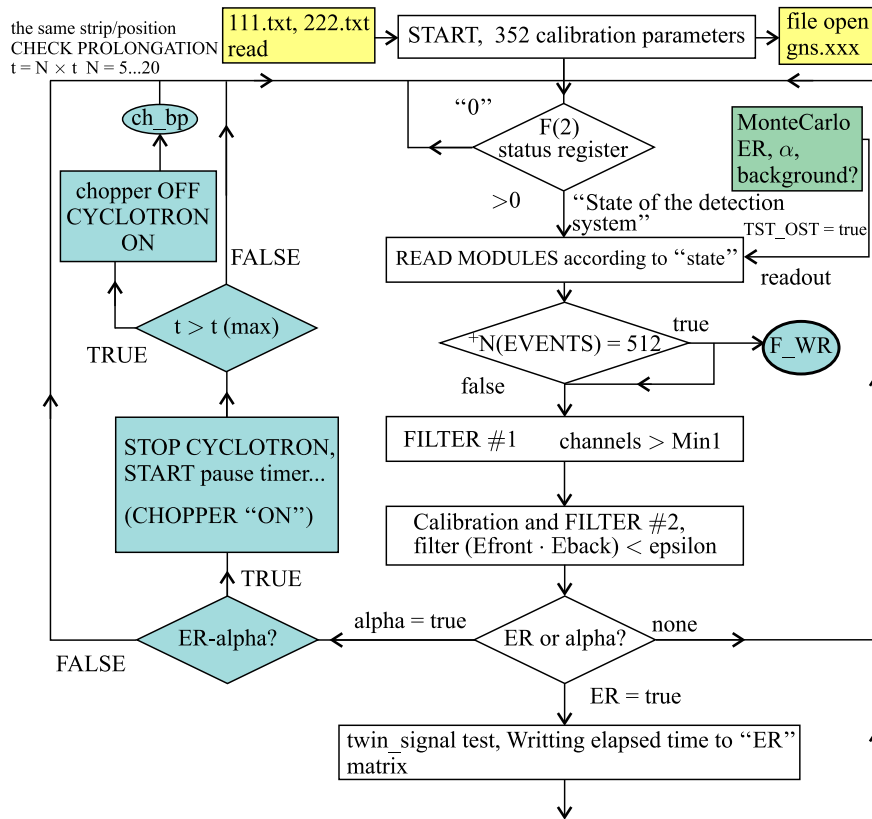 the same strip/position
CHECK PROLONGATION
t = N × t N = 5...20
111.txt, 222.txt
read
START, 352 calibration parameters
file open
gns.xxx
ch_bp
“0”
F(2)
status register
MonteCarlo
ER, α,
background?
chopper OFF
CYCLOTRON
ON
>0
“State of the detection
system”
TST_OST = true
FALSE
READ MODULES according to “state”
readout
t > t (max)
+N(EVENTS) = 512
true
F_WR
TRUE
false
STOP CYCLOTRON,
START pause timer...
(CHOPPER “ON”)
FILTER #1 channels > Min1
Calibration and FILTER #2,
filter (Efront · Eback) < epsilon
TRUE
ER-alpha?
alpha = true
ER or alpha?
none
FALSE
ER = true
twin_signal test, Writting elapsed time to “ER”
matrix